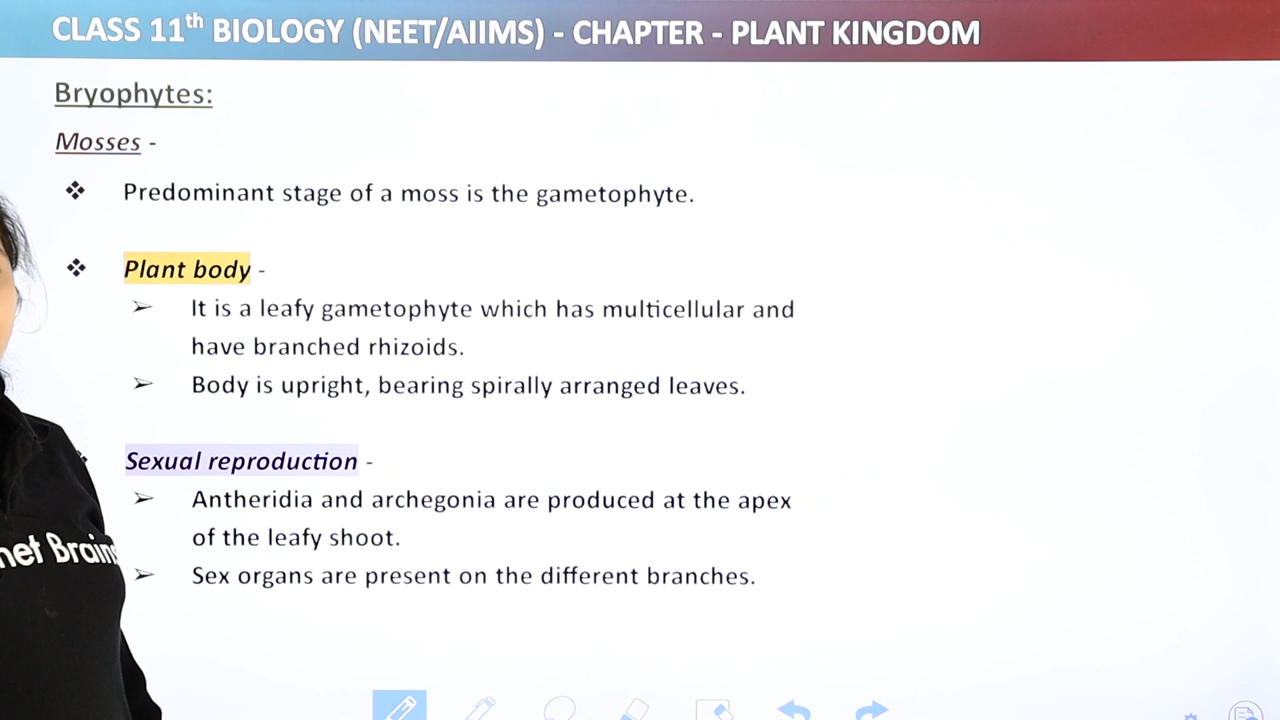 CLASS 11th BIOLOGY (NEET/AIIMS) - CHAPTER - PLANT KINGDOM
Bryophytes:
Mosses -
❖ Predominant stage of a moss is the gametophyte.
❖ Plant body -
➢ It is a leafy gametophyte which has multicellular and
have branched rhizoids.
➢ Body is upright, bearing spirally arranged leaves.
Sexual reproduction -
➢ Antheridia and archegonia are produced at the apex
of the leafy shoot.
➢ Sex organs are present on the different branches.
net Brains